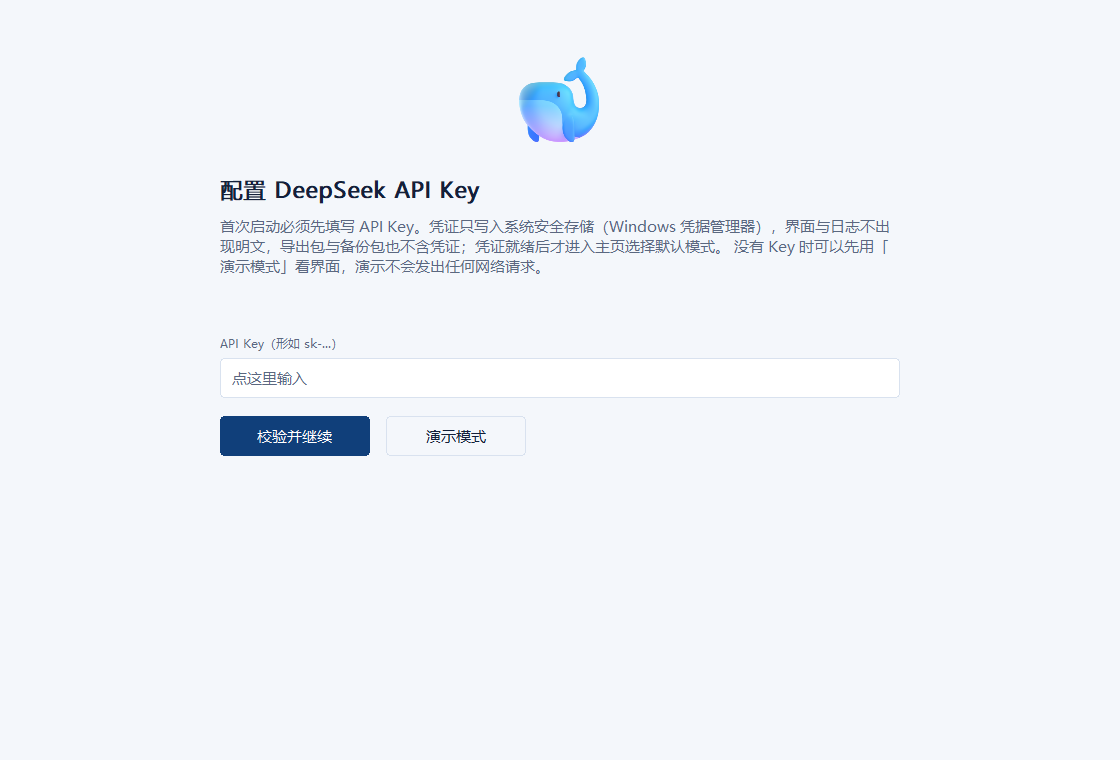 配置 DeepSeek API Key
首次启动必须先填写 API Key。凭证只写入系统安全存储（Windows 凭据管理器），界面与日志不出
现明文，导出包与备份包也不含凭证；凭证就绪后才进入主页选择默认模式。 没有 Key 时可以先用「
演示模式」看界面，演示不会发出任何网络请求。
API Key（形如 sk-...）
点这里输入
校验并继续
演示模式